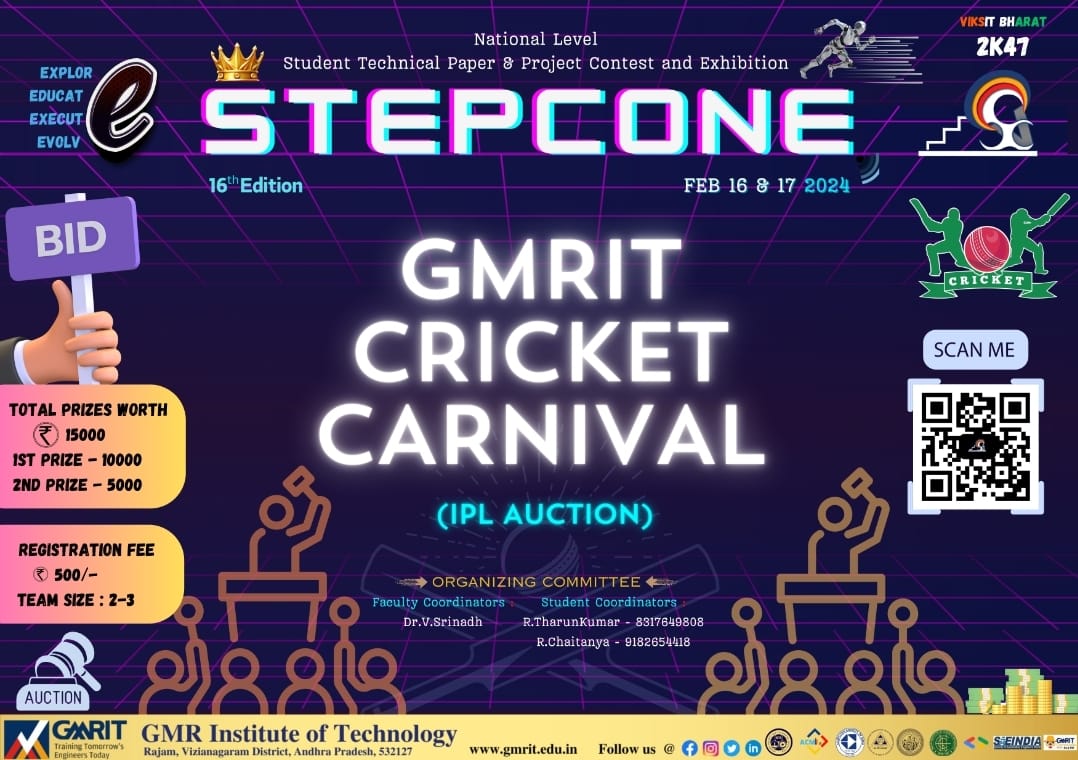 National Level
Student Technical Paper & Project Contest and Exhibition
STEPCONE
16th Edition
FEB 16 & 17 2024
EXPLOR
EDUCAT
EXECUT
EVOLV
e
VIKSIT BHARAT
2K47
BID
GMRIT
CRICKET
CARNIVAL
(IPL AUCTION)
CRICKET
SCAN ME
TOTAL PRIZES WORTH
₹ 15000
1ST PRIZE - 10000
2ND PRIZE - 5000
REGISTRATION FEE
₹ 500/-
TEAM SIZE : 2-3
ORGANIZING COMMITTEE
Faculty Coordinators : Student Coordinators :
Dr.V.Srinadh R.TharunKumar - 8317649808
R.Chaitanya - 9182654418
AUCTION
GMRIT
Training Tomorrow's
Engineers Today
GMR Institute of Technology
Rajam, Vizianagaram District, Andhra Pradesh, 532127
www.gmrit.edu.in Follow us @
SAEINDIA
GMRIT